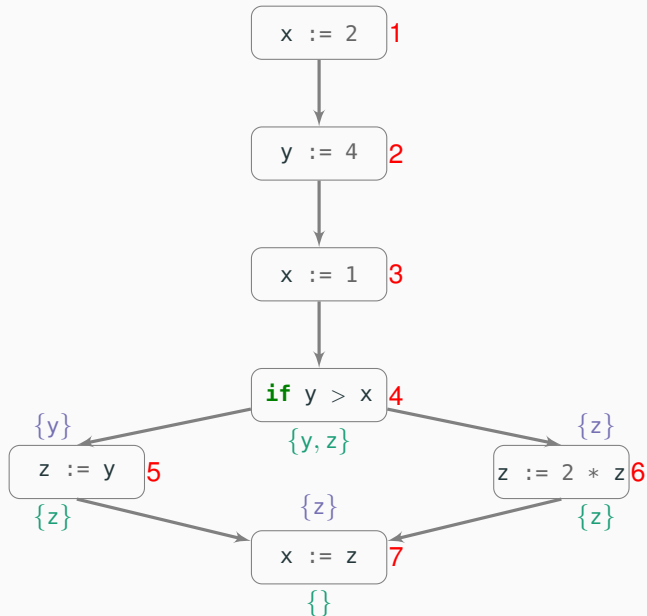 x := 2 1
y := 4 2
x := 1 3
if y > x 4
{y}
{y, z}
{z}
z := y 5
z := 2 * z 6
{z}
{z}
{z}
x := z 7
{}